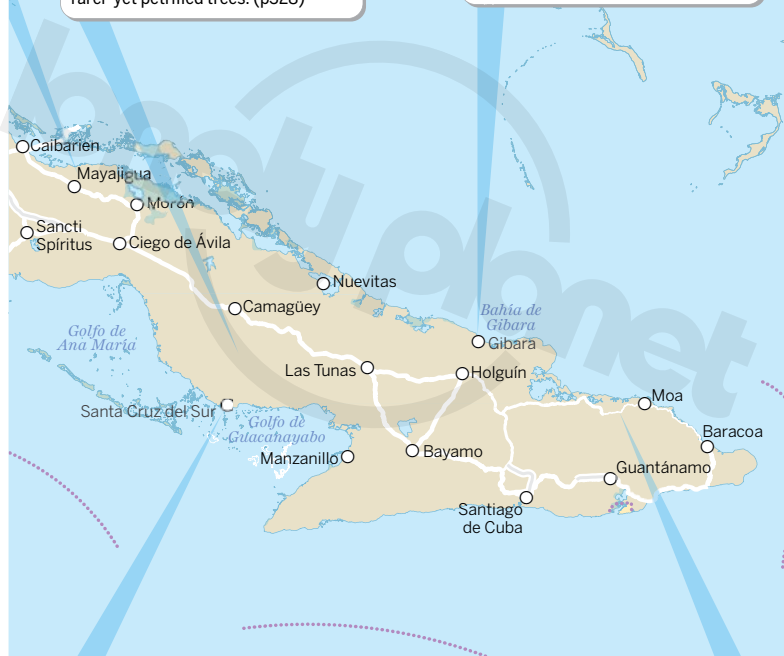 rarer yet petrified trees. (p328)
Caibarién
Mayajigua
Morón
Sancti
Spíritus
Ciego de Ávila
Nuevitas
Camagüey
Bahía de
Gibara
Gibara
Golfo de
Ana María
Las Tunas
Holguín
Moa
Santa Cruz del Sur
Golfo de
Guacanayabo
Baracoa
Manzanillo
Bayamo
Guantánamo
Santiago
de Cuba
lonely planet